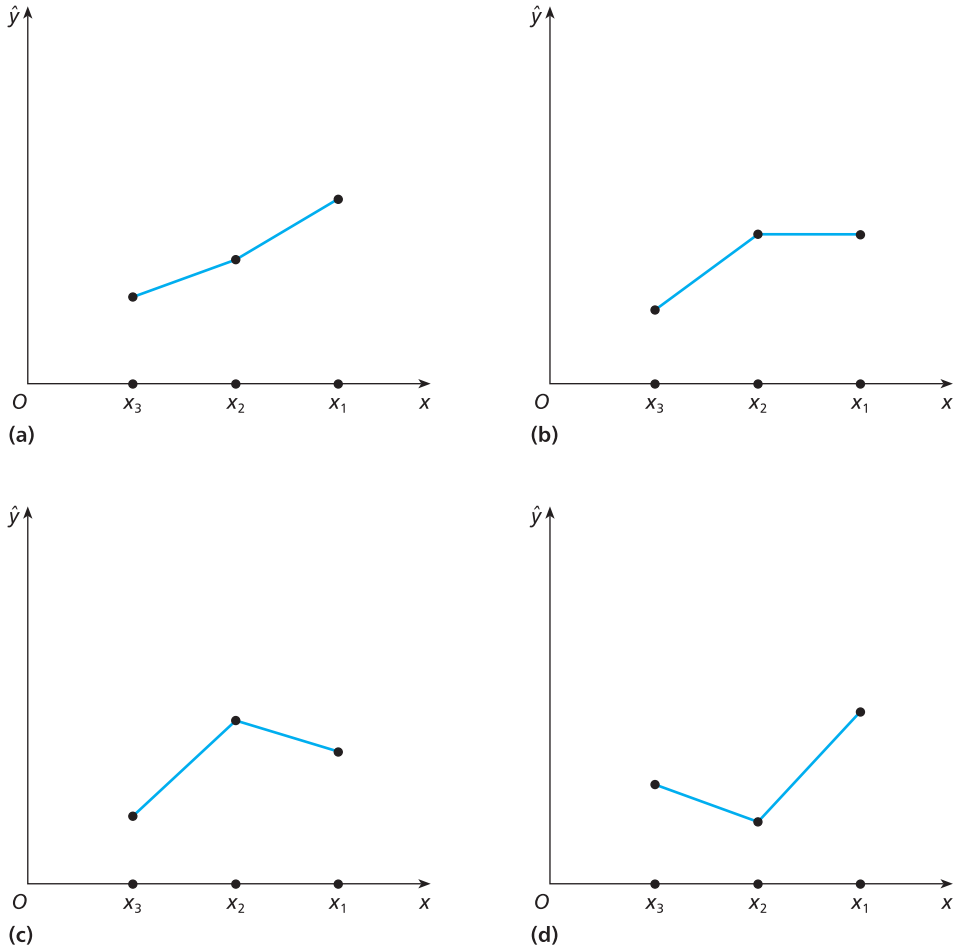 ŷ ŷ
O x₃ x₂ x₁ x O x₃ x₂ x₁ x
(a) (b)
ŷ ŷ
O x₃ x₂ x₁ x O x₃ x₂ x₁ x
(c) (d)